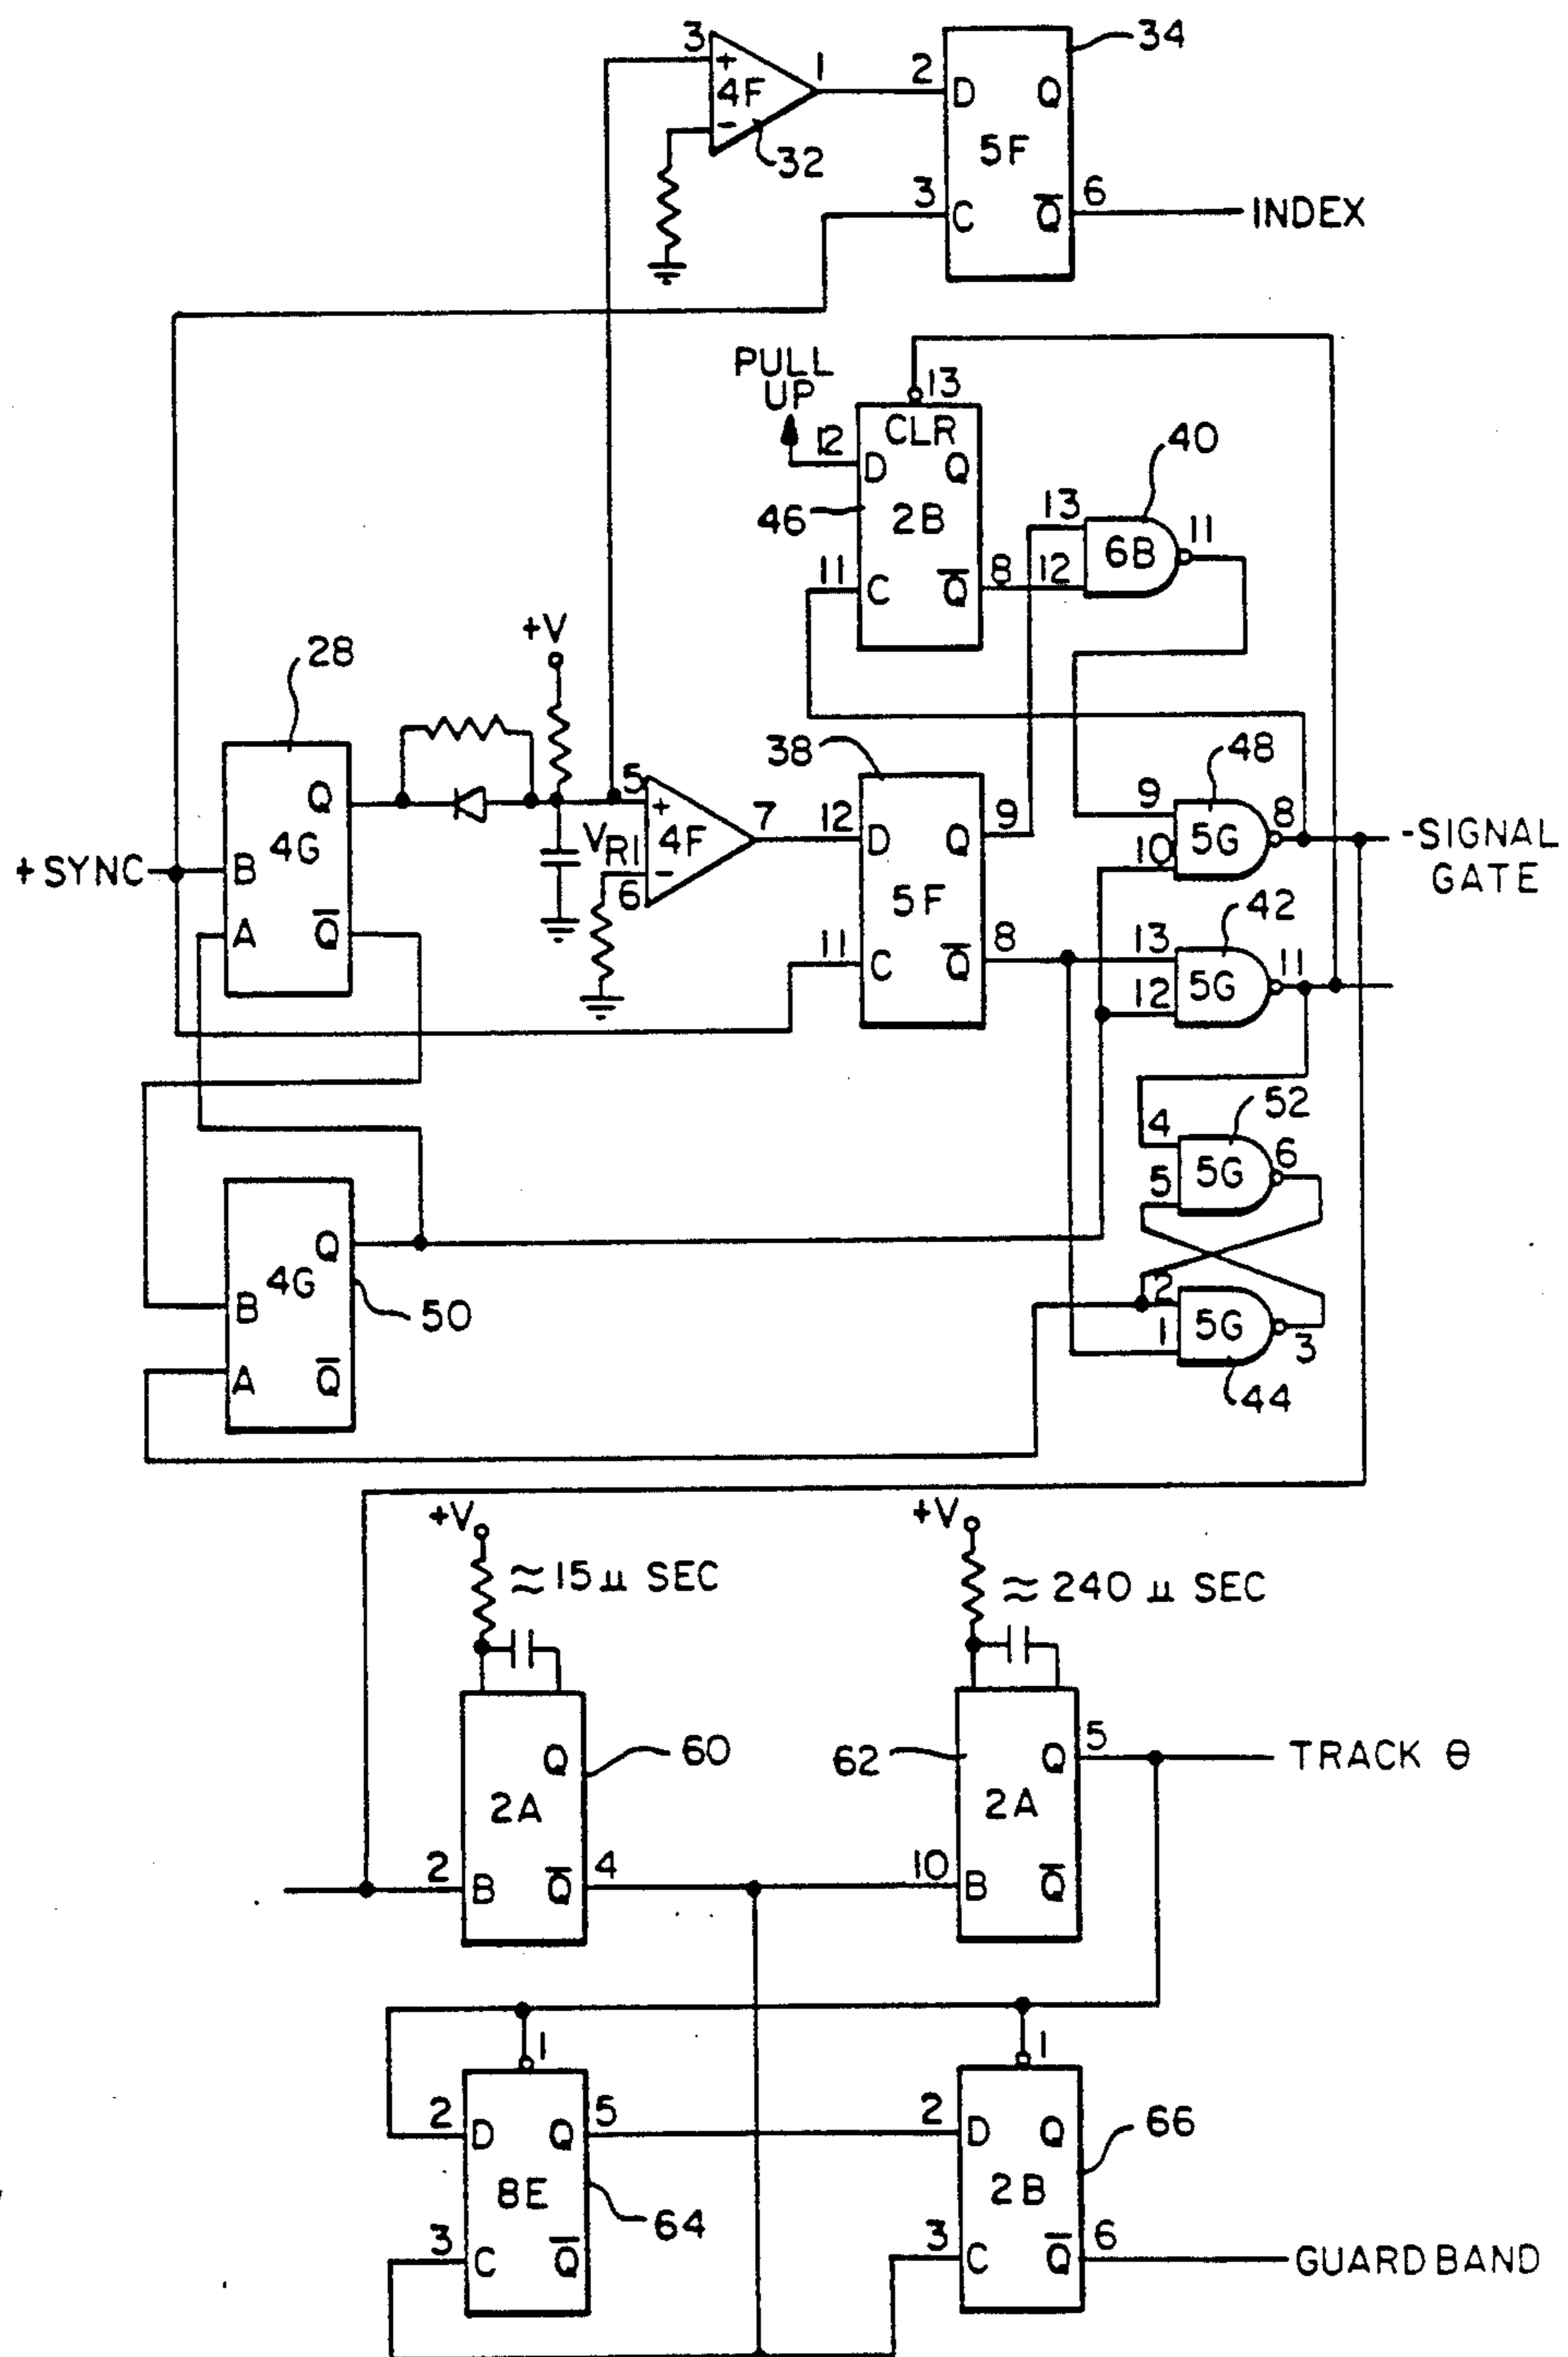 3
+
4F
-
1
32
2
D
Q
34
5F
3
C
Q̅
6
INDEX
PULL
UP
13
CLR
12
D
Q
46
2B
11
C
Q̅
8
12
13
40
6B
11
28
+V
Q
4G
+SYNC
B
A
Q̅
5
+
VR1
4F
6
-
7
38
12
D
Q
9
5F
11
C
Q̅
8
48
9
5G
8
10
-SIGNAL
GATE
42
13
5G
11
12
52
4
5G
6
5
2
5G
1
3
44
Q
4G
B
50
A
Q̅
+V
≈15 μ SEC
+V
≈ 240 μ SEC
Q
60
2A
2
B
Q̅
4
62
Q
5
2A
10
B
Q̅
TRACK θ
1
2
D
Q
5
8E
64
3
C
Q̅
1
2
D
Q
66
2B
3
C
Q̅
6
GUARD BAND